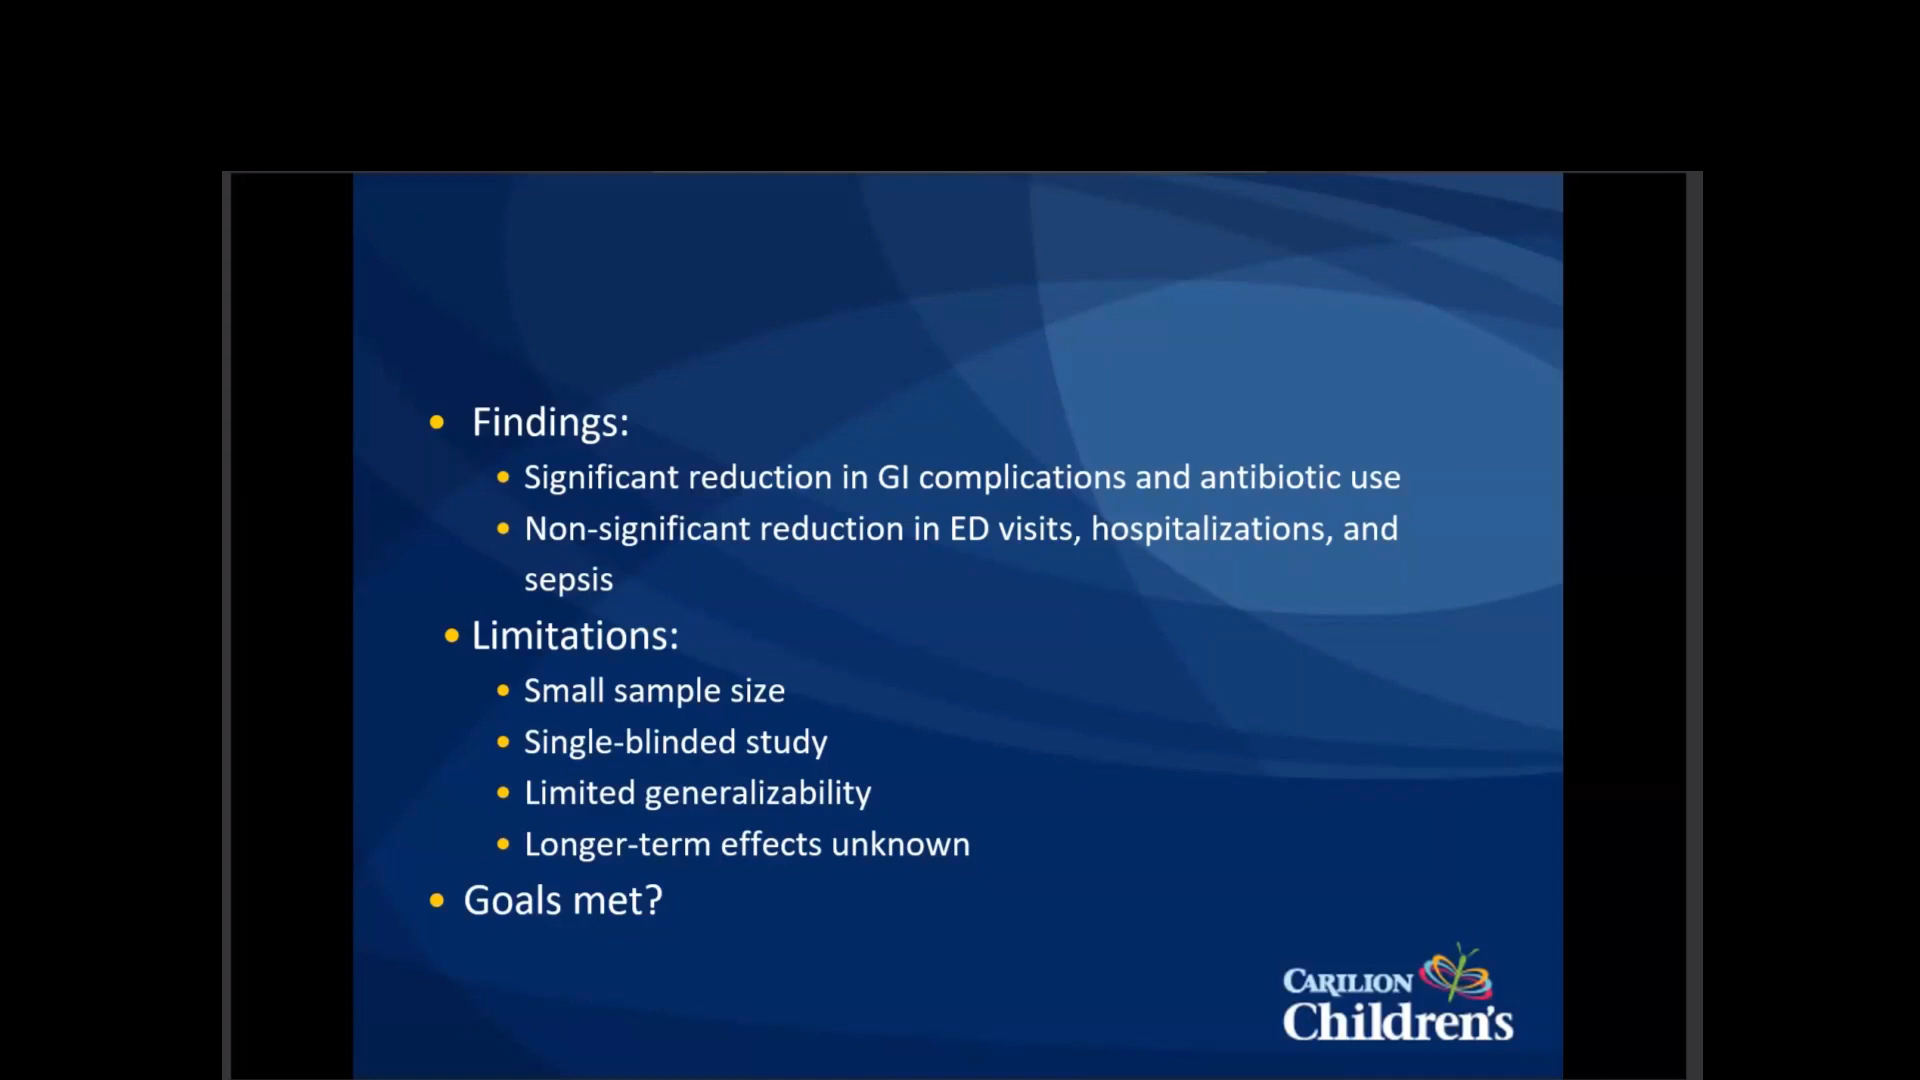 • Findings:
• Significant reduction in GI complications and antibiotic use
• Non-significant reduction in ED visits, hospitalizations, and
sepsis
• Limitations:
• Small sample size
• Single-blinded study
• Limited generalizability
• Longer-term effects unknown
• Goals met?
CARILION
Children's